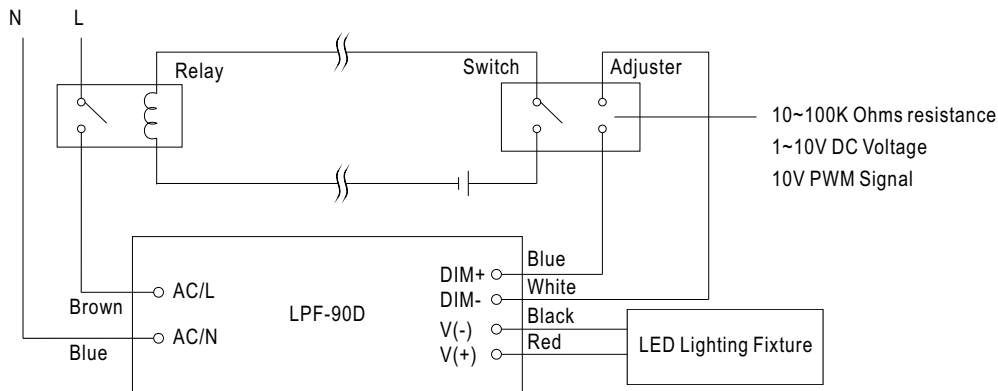 N L
Relay
Switch Adjuster
10~100K Ohms resistance
1~10V DC Voltage
10V PWM Signal
DIM+ Blue
DIM- White
V(-) Black
V(+) Red
AC/L
Brown
AC/N
Blue
LPF-90D
LED Lighting Fixture